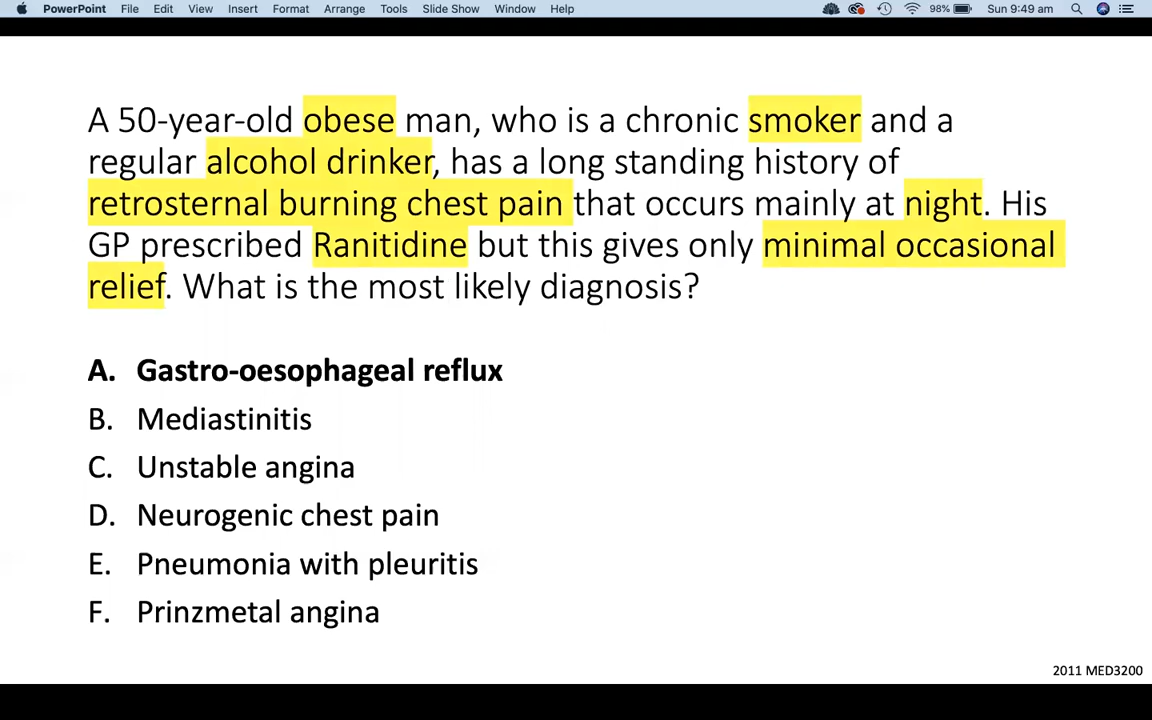 PowerPoint File Edit View Insert Format Arrange Tools Slide Show Window Help 98% Sun 9:49 am
A 50-year-old obese man, who is a chronic smoker and a
regular alcohol drinker, has a long standing history of
retrosternal burning chest pain that occurs mainly at night. His
GP prescribed Ranitidine but this gives only minimal occasional
relief. What is the most likely diagnosis?
A. Gastro-oesophageal reflux
B. Mediastinitis
C. Unstable angina
D. Neurogenic chest pain
E. Pneumonia with pleuritis
F. Prinzmetal angina
2011 MED3200